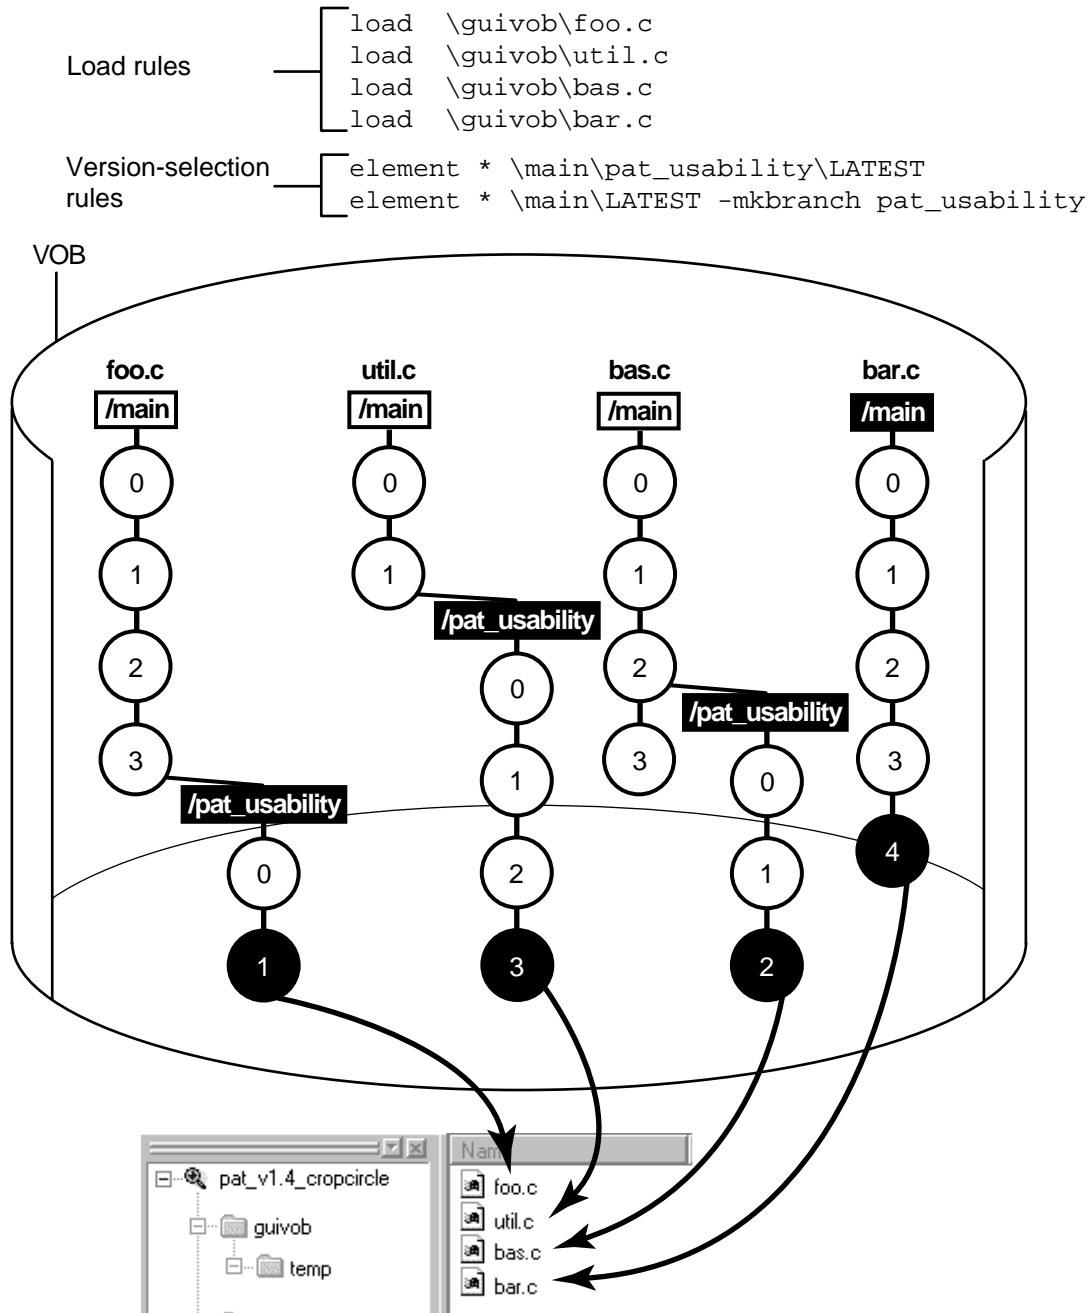 load \guivob\foo.c
load \guivob\util.c
Load rules
load \guivob\bas.c
load \guivob\bar.c
Version-selection
rules
element * \main\pat_usability\LATEST
element * \main\LATEST -mkbranch pat_usability
VOB
foo.c
/main
0
1
2
3
/pat_usability
0
1
util.c
/main
0
1
/pat_usability
0
1
2
3
bas.c
/main
0
1
2
3
/pat_usability
0
1
2
bar.c
/main
0
1
2
3
4
pat_v1.4_cropcircle
guivob
temp
foo.c
util.c
bas.c
bar.c